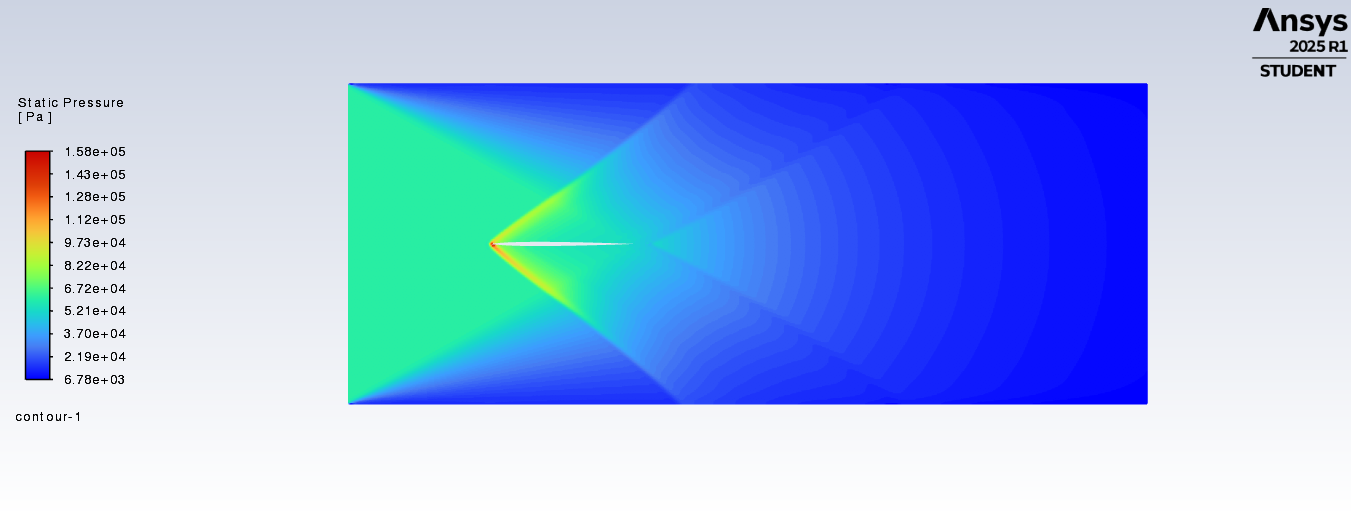 Ansys
2025 R1
STUDENT
Static Pressure
[ Pa ]
1.58e+05
1.43e+05
1.28e+05
1.12e+05
9.73e+04
8.22e+04
6.72e+04
5.21e+04
3.70e+04
2.19e+04
6.78e+03
contour-1